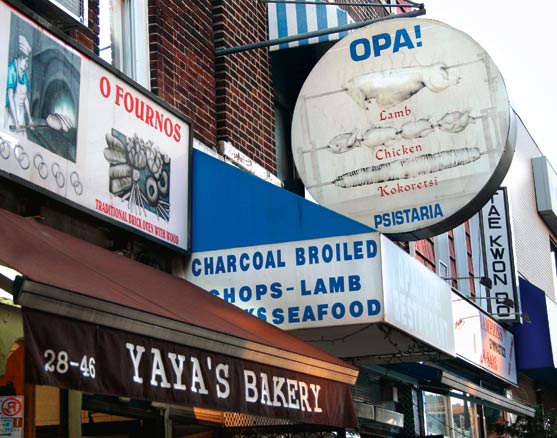 O FOURNOS
TRADITIONAL BRICK OVEN WITH WOOD
28-46 YAYA'S BAKERY
OPA!
Lamb
Chicken
Kokoretsi
PSISTARIA
CHARCOAL BROILED
SHOPS-LAMB
SEAFOOD
TAE KWON DO